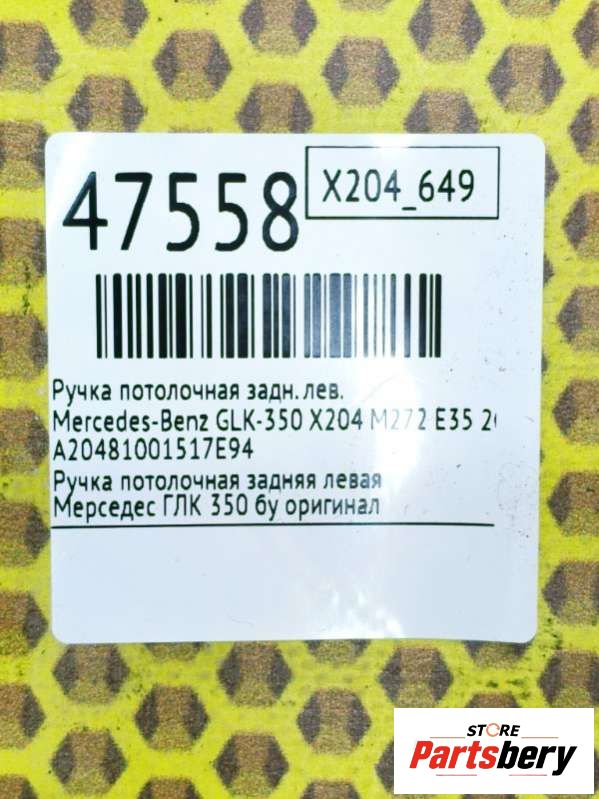 47558
X204_649
Ручка потолочная задн. лев.
Mercedes-Benz GLK-350 X204 M272 E35
A20481001517E94
Ручка потолочная задняя левая
Мерседес ГЛК 350 бу оригинал
STORE
Partsbery